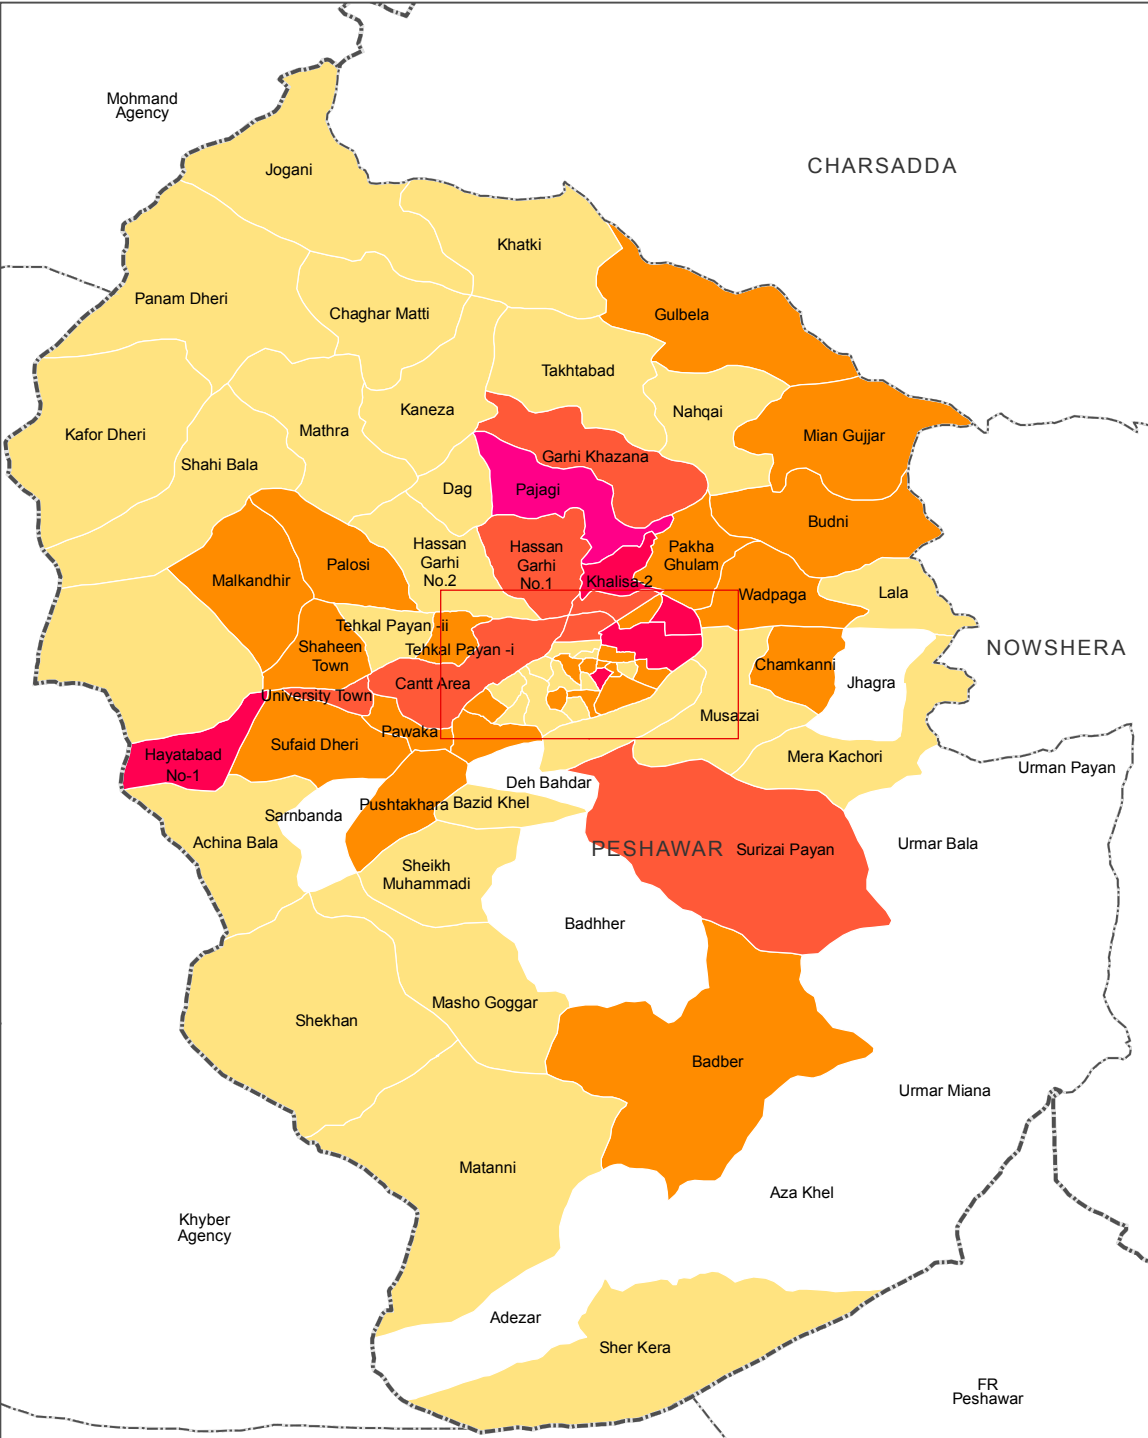 Mohmand
Agency
CHARSADDA
Jogani
Khatki
Panam Dheri
Chaghar Matti
Gulbela
Takhtabad
Kaneza
Nahqai
Kafor Dheri
Mathra
Mian Gujjar
Shahi Bala
Garhi Khazana
Dag
Pajagi
Budni
Hassan
Garhi
No.2
Hassan
Garhi
No.1
Pakha
Ghulam
Palosi
Malkandhir
Khalisa-2
Wadpaga
Lala
Tehkal Payan -ii
Shaheen
Town
Tehkal Payan -i
NOWSHERA
Chamkanni
Jhagra
Cantt Area
University Town
Musazai
Pawaka
Sufaid Dheri
Hayatabad
No-1
Mera Kachori
Urman Payan
Deh Bahdar
Pushtakhara
Bazid Khel
Sarnbanda
Achina Bala
PESHAWAR
Surizai Payan
Urmar Bala
Sheikh
Muhammadi
Badhher
Masho Goggar
Shekhan
Badber
Urmar Miana
Matanni
Aza Khel
Khyber
Agency
Adezar
Sher Kera
FR
Peshawar